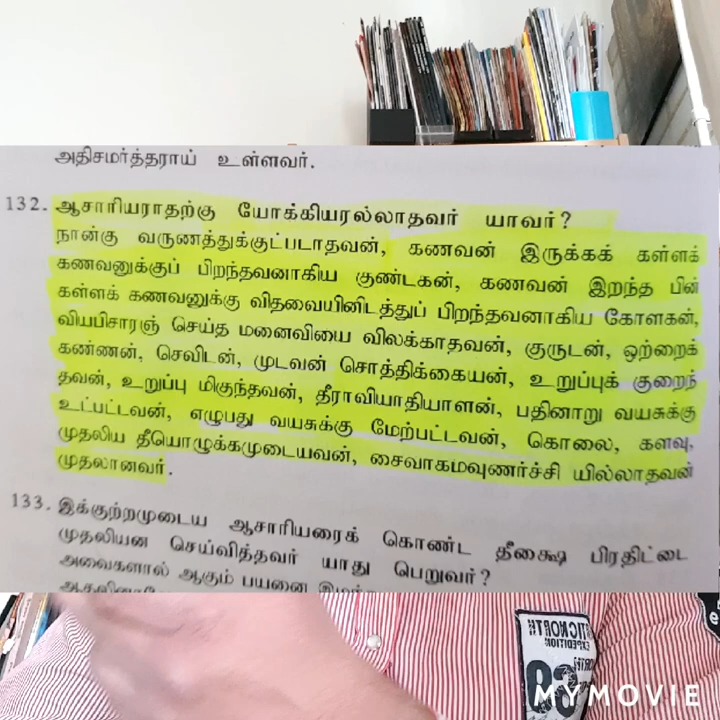 அதிசமர்த்தராய் உள்ளவர்.
132. ஆசாரியராதற்கு யோக்கியரல்லாதவர் யாவர்?
நான்கு வருணத்துக்குட்படாதவன், கணவன் இருக்கக் கள்ளக்
கணவனுக்குப் பிறந்தவனாகிய குண்டகன், கணவன் இறந்த பின்
கள்ளக் கணவனுக்கு விதவையினிடத்துப் பிறந்தவனாகிய கோளகன்,
வியபிசாரஞ் செய்த மனைவியை விலக்காதவன், குருடன், ஒற்றைக்
கண்ணன், செவிடன், முடவன் சொத்திக்கையன், உறுப்புக் குறைந்
தவன், உறுப்பு மிகுந்தவன், தீராவியாதியாளன், பதினாறு வயசுக்கு
உட்பட்டவன், எழுபது வயசுக்கு மேற்பட்டவன், கொலை, களவு,
முதலிய தீயொழுக்கமுடையவன், சைவாகமவுணர்ச்சி யில்லாதவன்
முதலானவர்.
133. இக்குற்றமுடைய ஆசாரியரைக் கொண்ட தீக்ஷை பிரதிட்டை
முதலியன செய்வித்தவர் யாது பெறுவர்?
அவைகளால் ஆகும் பயனை
EXPEDITION
68
MYMOVIE